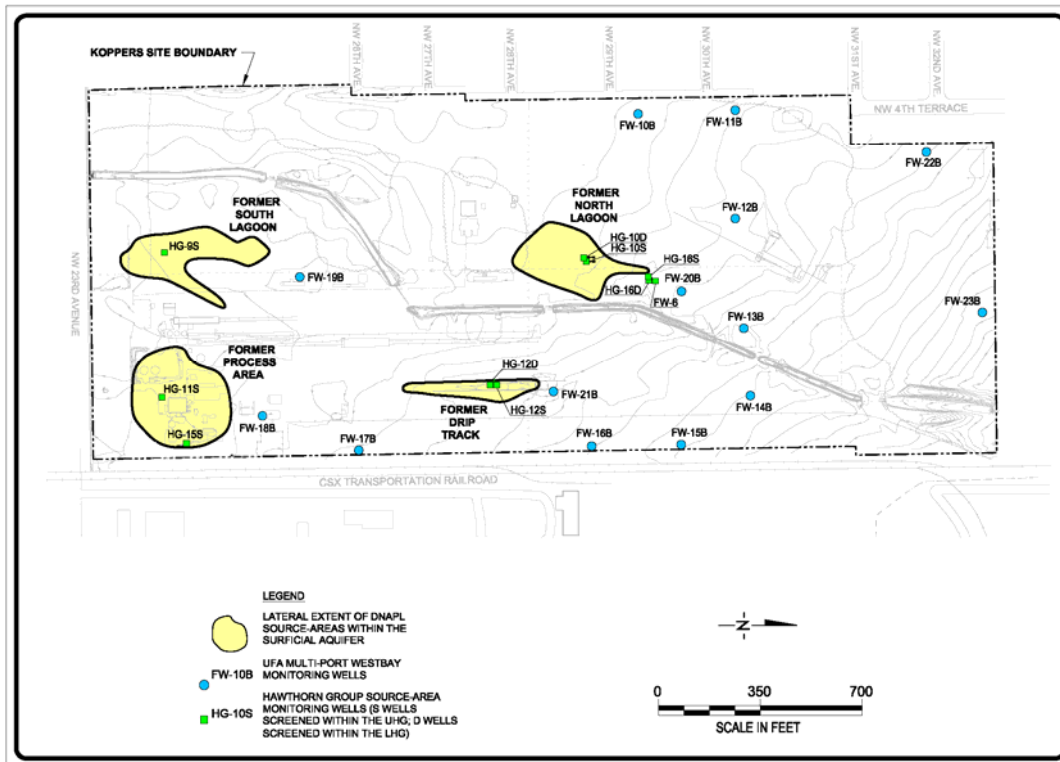 KOPPERS SITE BOUNDARY
NW 26TH AVE
NW 27TH AVE
NW 28TH AVE
NW 29TH AVE
NW 30TH AVE
NW 31ST AVE
NW 32ND AVE
NW 4TH TERRACE
FW-10B
FW-11B
FW-22B
FORMER
SOUTH
LAGOON
FORMER
NORTH
LAGOON
FW-12B
HG-9S
HG-10D
HG-10S
HG-16S
FW-20B
HG-16D
FW-6
FW-19B
NW 23RD AVENUE
FW-23B
FW-13B
FORMER
PROCESS
AREA
HG-12D
HG-11S
HG-12S
FW-21B
FW-14B
FORMER
DRIP
TRACK
HG-15S
FW-18B
FW-17B
FW-16B
FW-15B
CSX TRANSPORTATION RAILROAD
LEGEND
LATERAL EXTENT OF DNAPL
SOURCE-AREAS WITHIN THE
SURFICIAL AQUIFER
FW-10B
UFA MULTI-PORT WESTBAY
MONITORING WELLS
HG-10S
HAWTHORN GROUP SOURCE-AREA
MONITORING WELLS (S WELLS
SCREENED WITHIN THE UHG; D WELLS
SCREENED WITHIN THE LHG)
N
0 350 700
SCALE IN FEET